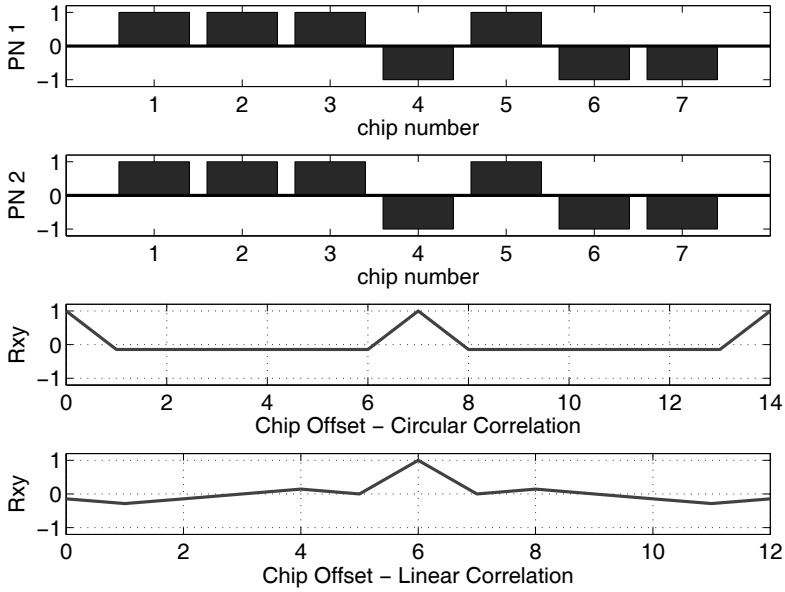 1
0
−1
PN 1
1 2 3 4 5 6 7
chip number
1
0
−1
PN 2
1 2 3 4 5 6 7
chip number
1
0
−1
Rxy
0 2 4 6 8 10 12 14
Chip Offset − Circular Correlation
1
0
−1
Rxy
0 2 4 6 8 10 12
Chip Offset − Linear Correlation